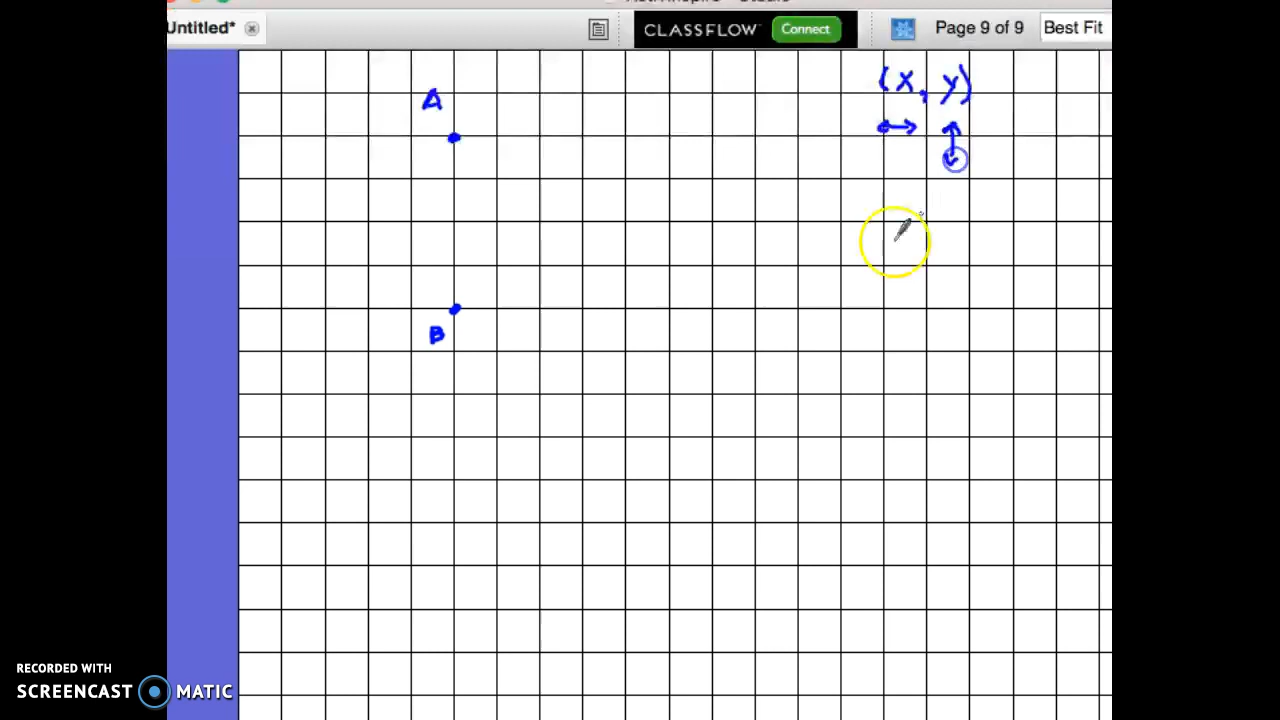 Untitled*
CLASSFLOW Connect
Page 9 of 9
Best Fit
(x, y)
A
B
RECORDED WITH
SCREENCAST MATIC